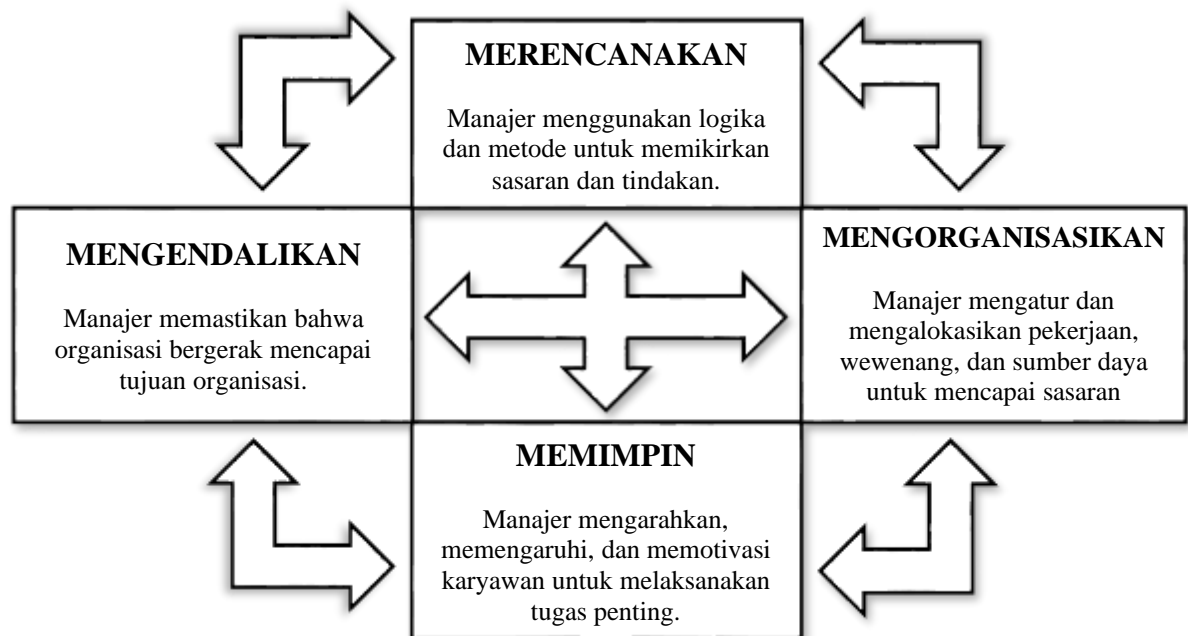 MERENCANAKAN
Manajer menggunakan logika
dan metode untuk memikirkan
sasaran dan tindakan.
MENGENDALIKAN
Manajer memastikan bahwa
organisasi bergerak mencapai
tujuan organisasi.
MENGORGANISASIKAN
Manajer mengatur dan
mengalokasikan pekerjaan,
wewenang, dan sumber daya
untuk mencapai sasaran
MEMIMPIN
Manajer mengarahkan,
memengaruhi, dan memotivasi
karyawan untuk melaksanakan
tugas penting.